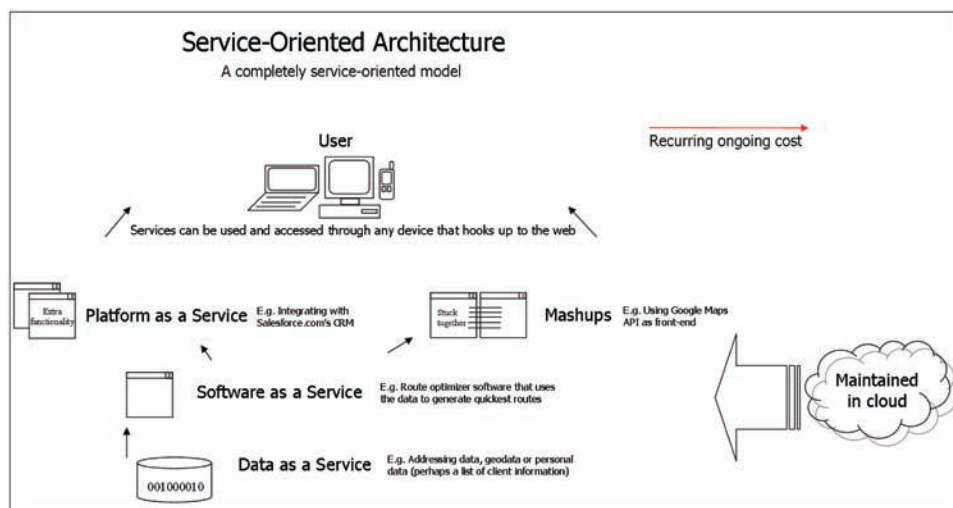 Service-Oriented Architecture
A completely service-oriented model
User
Recurring ongoing cost
Services can be used and accessed through any device that hooks up to the web
Extra
functionality
Platform as a Service
E.g. Integrating with
Salesforce.com's CRM
Stuck
together
Mashups
E.g. Using Google Maps
API as front-end
Maintained
in cloud
Software as a Service
E.g. Route optimizer software that uses
the data to generate quickest routes
001000010
Data as a Service
E.g. Addressing data, geodata or personal
data (perhaps a list of client information)